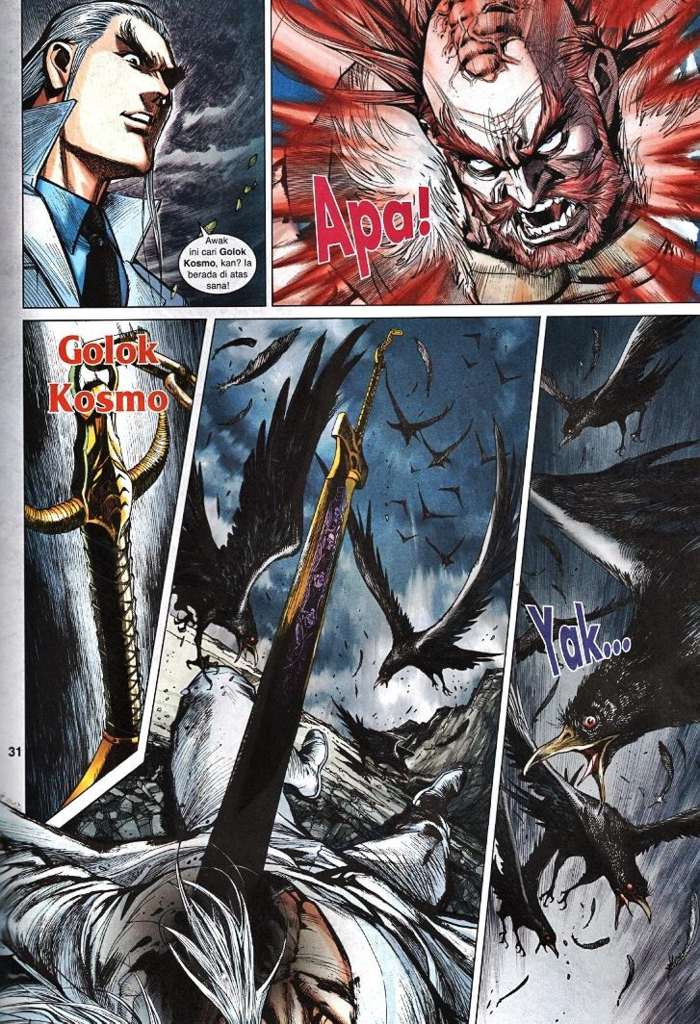 Awak
ini cari Golok
Kosmo, kan? Ia
berada di atas
sana!
Apa!
Golok
Kosmo
Yak...
31